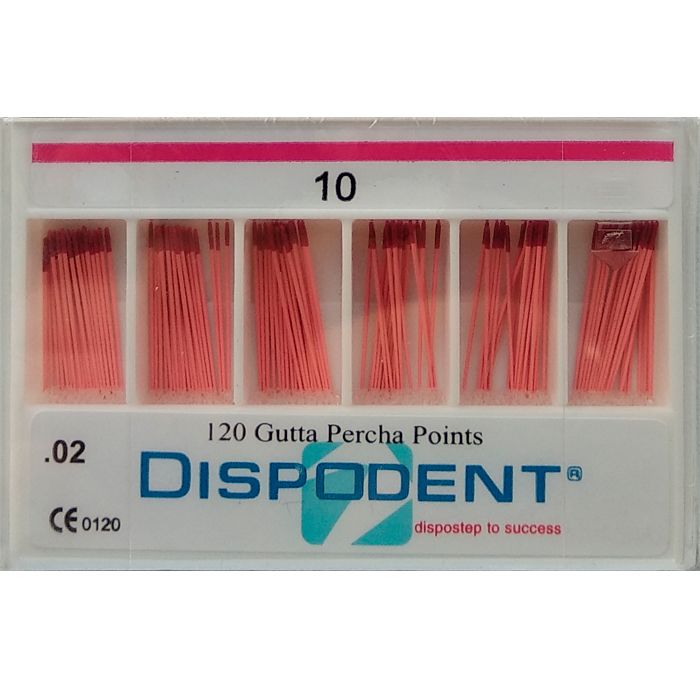 10
120 Gutta Percha Points
.02
DISPODENT®
CE 0120
dispostep to success